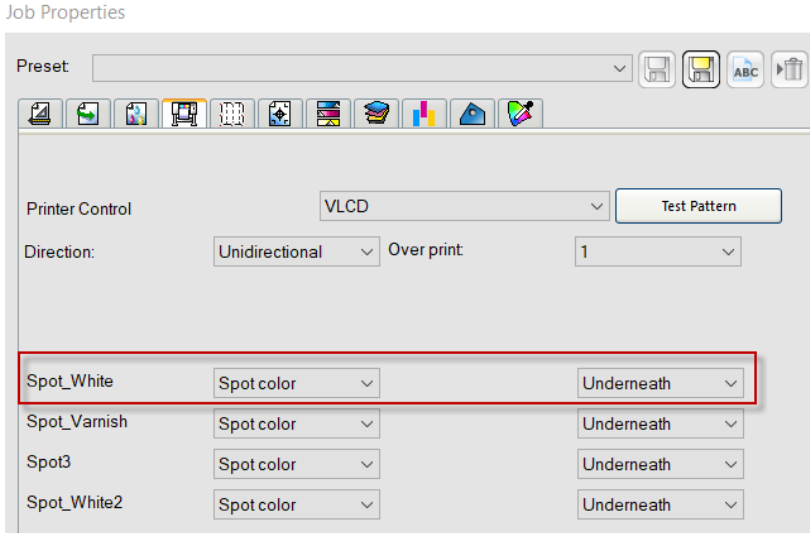 Job Properties
Preset:
ABC
Printer Control VLCD Test Pattern
Direction: Unidirectional Over print: 1
Spot_White Spot color Underneath
Spot_Varnish Spot color Underneath
Spot3 Spot color Underneath
Spot_White2 Spot color Underneath